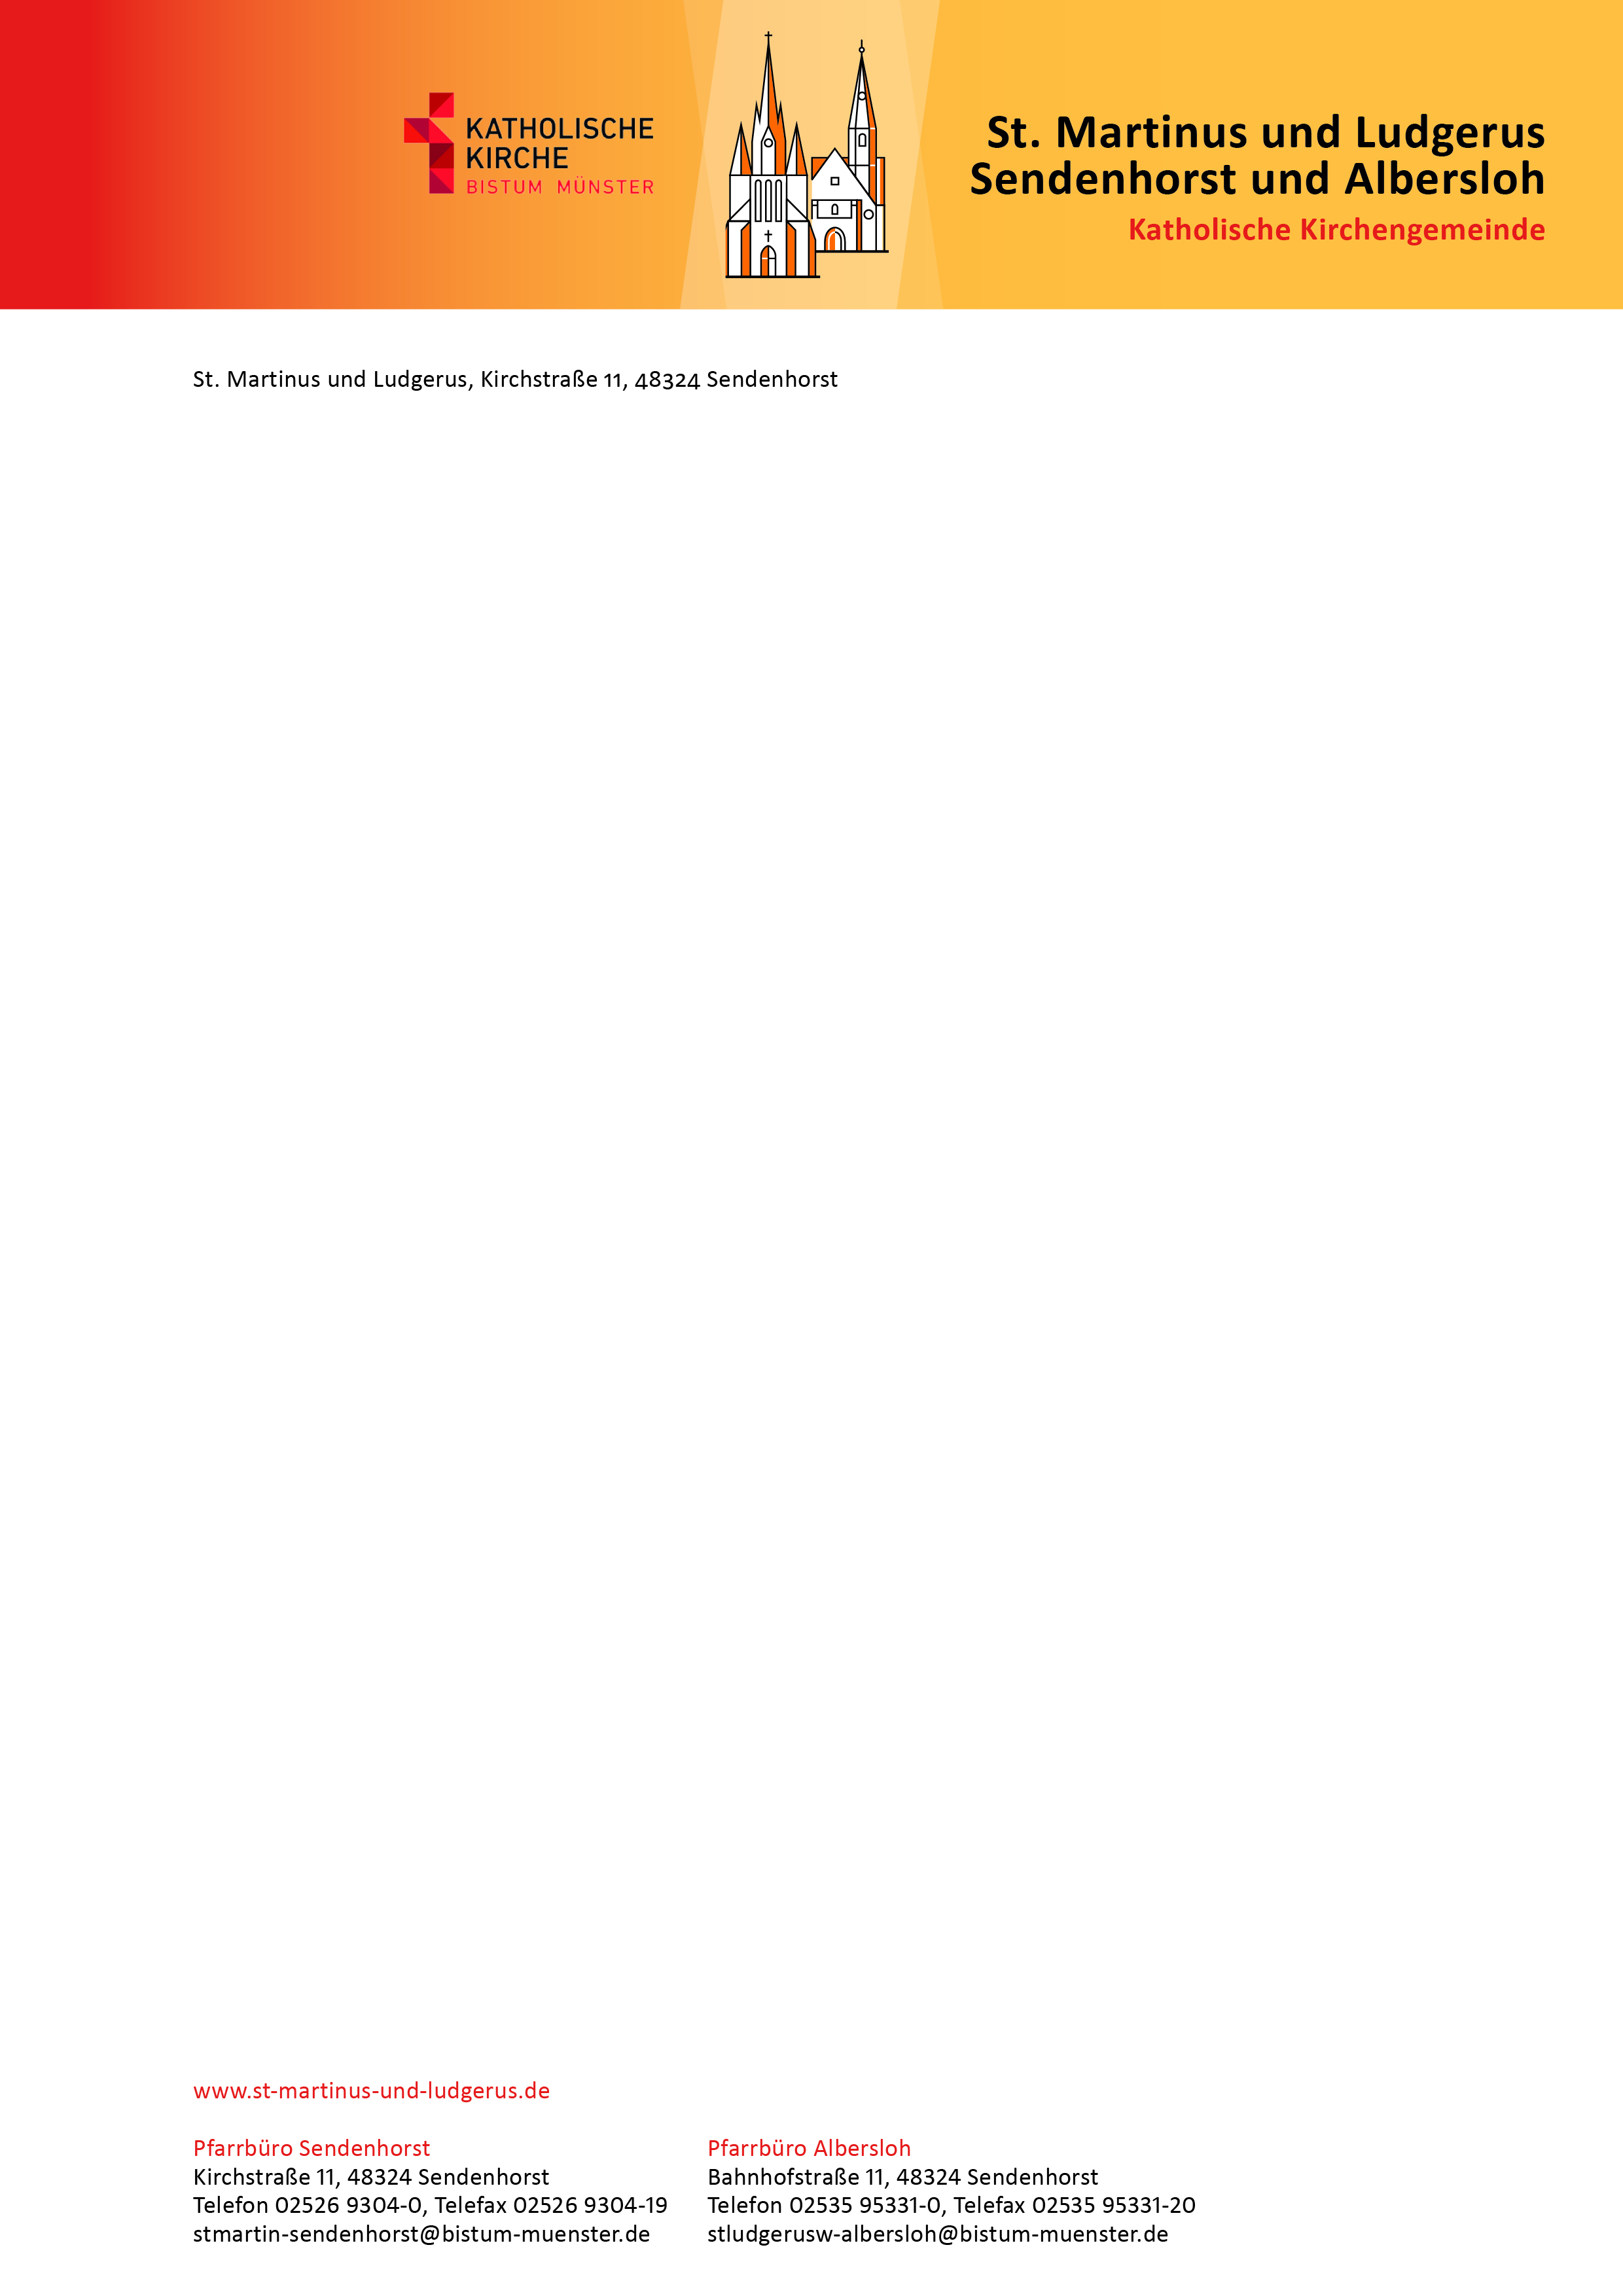 KATHOLISCHE
KIRCHE
BISTUM MÜNSTER
St. Martinus und Ludgerus
Sendenhorst und Albersloh
Katholische Kirchengemeinde
St. Martinus und Ludgerus, Kirchstraße 11, 48324 Sendenhorst
www.st-martinus-und-ludgerus.de
Pfarrbüro Sendenhorst
Kirchstraße 11, 48324 Sendenhorst
Telefon 02526 9304-0, Telefax 02526 9304-19
stmartin-sendenhorst@bistum-muenster.de
Pfarrbüro Albersloh
Bahnhofstraße 11, 48324 Sendenhorst
Telefon 02535 95331-0, Telefax 02535 95331-20
stludgerusw-albersloh@bistum-muenster.de